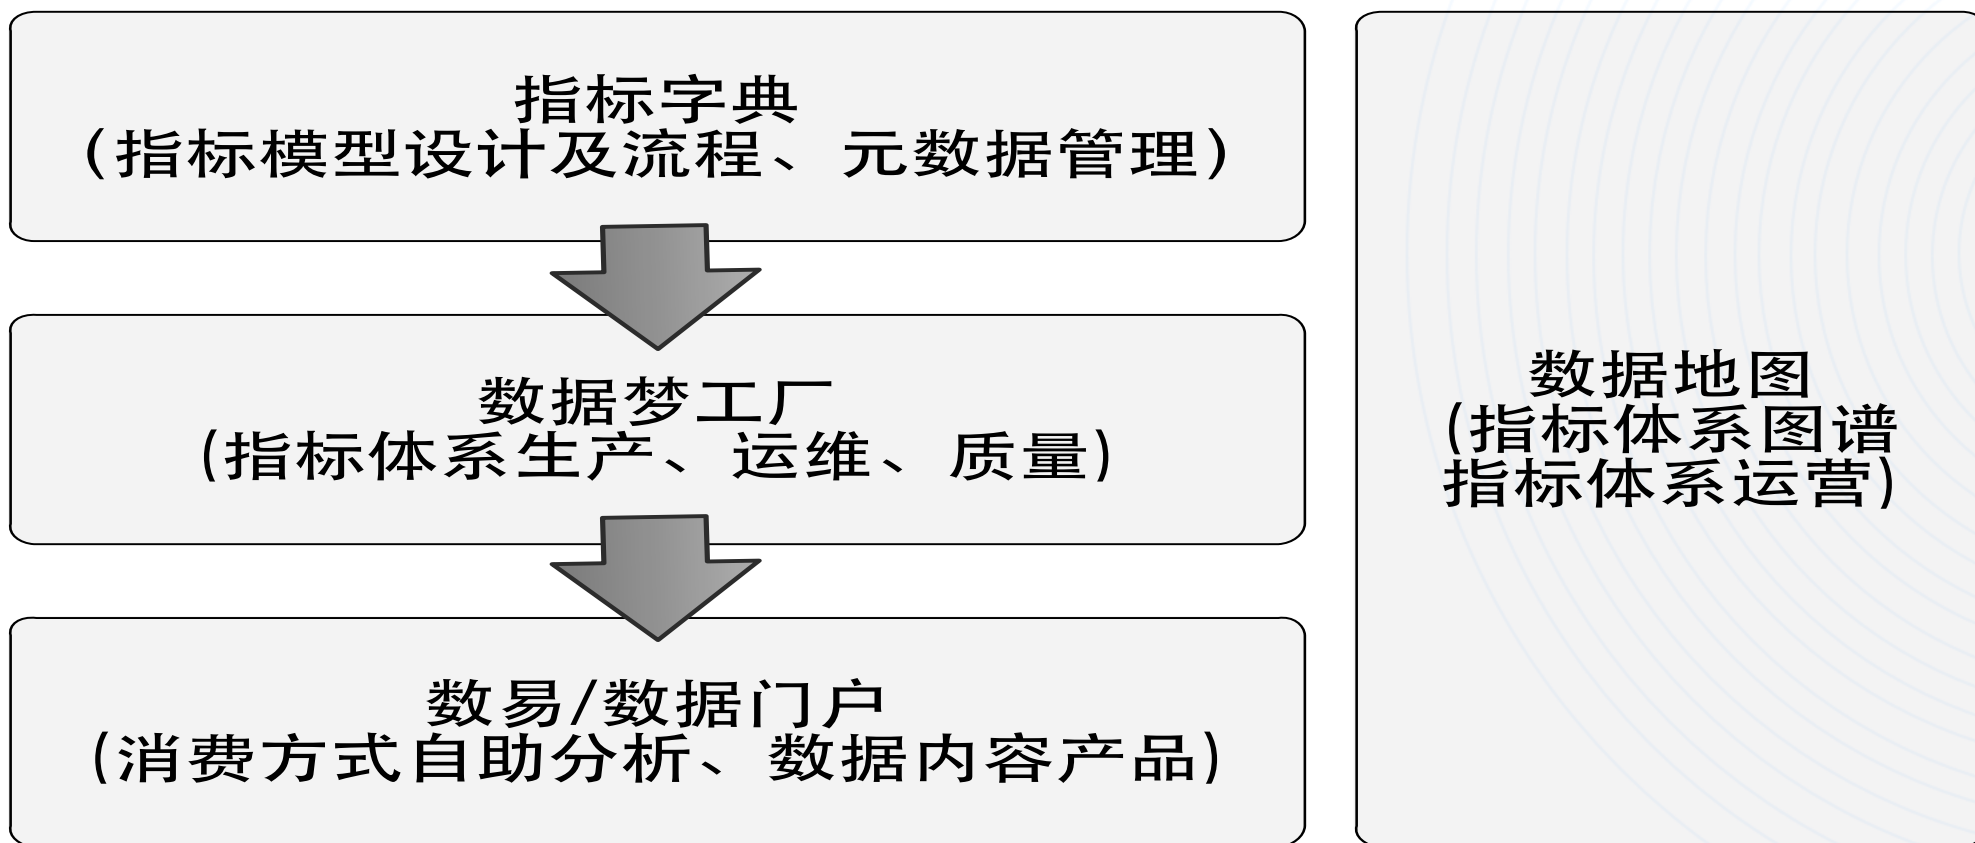 指标字典
(指标模型设计及流程、元数据管理)
数据梦工厂
(指标体系生产、运维、质量)
数易/数据门户
(消费方式自助分析、数据内容产品)
数据地图
(指标体系图谱
指标体系运营)